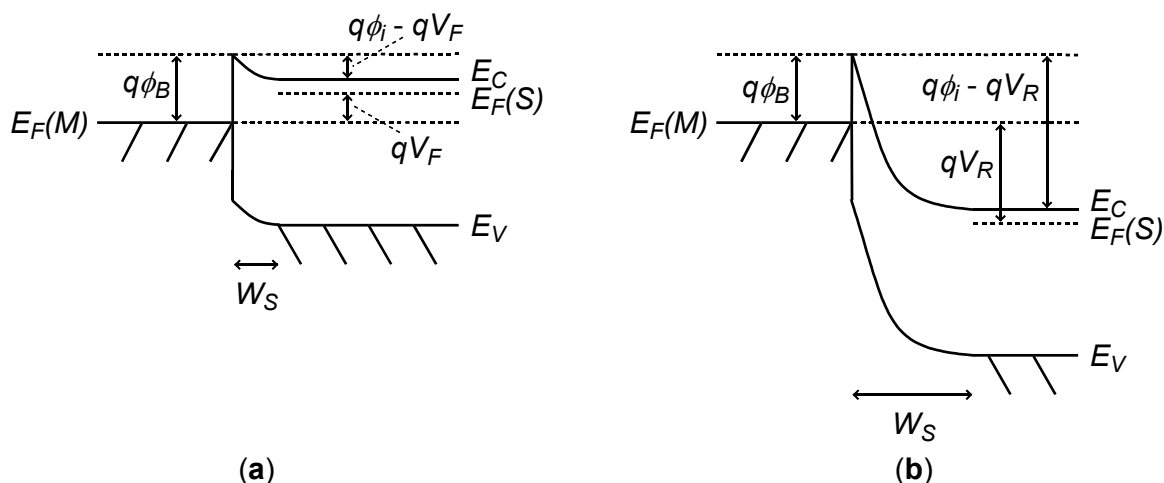 qϕi - qVF
qϕB
EC
EF(S)
EF(M)
qVF
EV
WS
(a)
qϕB
qϕi - qVR
EF(M)
qVR
EC
EF(S)
EV
WS
(b)